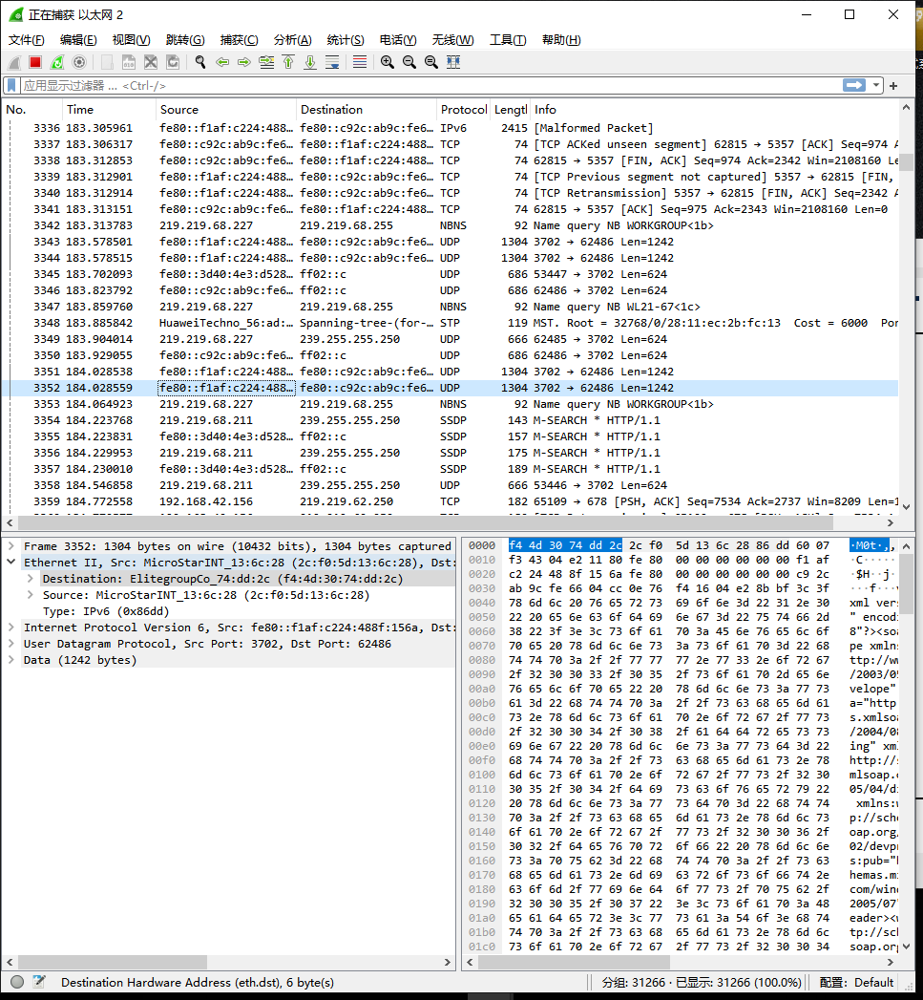 正在捕获 以太网 2
文件(F) 编辑(E) 视图(V) 跳转(G) 捕获(C) 分析(A) 统计(S) 电话(Y) 无线(W) 工具(T) 帮助(H)
应用显示过滤器 … <Ctrl-/>
No. Time Source Destination Protocol Lengtl Info
3336 183.305961 fe80::f1af:c224:488… fe80::c92c:ab9c:fe6… IPv6 2415 [Malformed Packet]
3337 183.306317 fe80::c92c:ab9c:fe6… fe80::f1af:c224:488… TCP 74 [TCP ACKed unseen segment] 62815 → 5357 [ACK] Seq=974 A
3338 183.312853 fe80::c92c:ab9c:fe6… fe80::f1af:c224:488… TCP 74 62815 → 5357 [FIN, ACK] Seq=974 Ack=2342 Win=2108160 Le
3339 183.312901 fe80::f1af:c224:488… fe80::c92c:ab9c:fe6… TCP 74 [TCP Previous segment not captured] 5357 → 62815 [FIN,
3340 183.312914 fe80::f1af:c224:488… fe80::c92c:ab9c:fe6… TCP 74 [TCP Retransmission] 5357 → 62815 [FIN, ACK] Seq=2342 A
3341 183.313151 fe80::c92c:ab9c:fe6… fe80::f1af:c224:488… TCP 74 62815 → 5357 [ACK] Seq=975 Ack=2343 Win=2108160 Len=0
3342 183.313783 219.219.68.227 219.219.68.255 NBNS 92 Name query NB WORKGROUP<1b>
3343 183.578501 fe80::f1af:c224:488… fe80::c92c:ab9c:fe6… UDP 1304 3702 → 62486 Len=1242
3344 183.578515 fe80::f1af:c224:488… fe80::c92c:ab9c:fe6… UDP 1304 3702 → 62486 Len=1242
3345 183.702093 fe80::3d40:4e3:d528… ff02::c UDP 686 53447 → 3702 Len=624
3346 183.823792 fe80::c92c:ab9c:fe6… ff02::c UDP 686 62486 → 3702 Len=624
3347 183.859760 219.219.68.227 219.219.68.255 NBNS 92 Name query NB WL21-67<1c>
3348 183.885842 HuaweiTechno_56:ad:… Spanning-tree-(for-… STP 119 MST. Root = 32768/0/28:11:ec:2b:fc:13 Cost = 6000 Por
3349 183.904014 219.219.68.227 239.255.255.250 UDP 666 62485 → 3702 Len=624
3350 183.929055 fe80::c92c:ab9c:fe6… ff02::c UDP 686 62486 → 3702 Len=624
3351 184.028538 fe80::f1af:c224:488… fe80::c92c:ab9c:fe6… UDP 1304 3702 → 62486 Len=1242
3352 184.028559 fe80::f1af:c224:488… fe80::c92c:ab9c:fe6… UDP 1304 3702 → 62486 Len=1242
3353 184.064923 219.219.68.227 219.219.68.255 NBNS 92 Name query NB WORKGROUP<1b>
3354 184.223768 219.219.68.211 239.255.255.250 SSDP 143 M-SEARCH * HTTP/1.1
3355 184.223831 fe80::3d40:4e3:d528… ff02::c SSDP 157 M-SEARCH * HTTP/1.1
3356 184.229953 219.219.68.211 239.255.255.250 SSDP 175 M-SEARCH * HTTP/1.1
3357 184.230010 fe80::3d40:4e3:d528… ff02::c SSDP 189 M-SEARCH * HTTP/1.1
3358 184.546858 219.219.68.211 239.255.255.250 UDP 666 53446 → 3702 Len=624
3359 184.772558 192.168.42.156 219.219.62.250 TCP 182 65109 → 678 [PSH, ACK] Seq=7534 Ack=2737 Win=8209 Len=1
Frame 3352: 1304 bytes on wire (10432 bits), 1304 bytes captured
Ethernet II, Src: MicroStarINT_13:6c:28 (2c:f0:5d:13:6c:28), Dst:
Destination: ElitegroupCo_74:dd:2c (f4:4d:30:74:dd:2c)
Source: MicroStarINT_13:6c:28 (2c:f0:5d:13:6c:28)
Type: IPv6 (0x86dd)
Internet Protocol Version 6, Src: fe80::f1af:c224:488f:156a, Dst:
User Datagram Protocol, Src Port: 3702, Dst Port: 62486
Data (1242 bytes)
0000 f4 4d 30 74 dd 2c 2c f0 5d 13 6c 28 86 dd 60 07 ·M0t·,,
0010 f3 43 04 e2 11 80 fe 80 00 00 00 00 00 00 f1 af ·C······
0020 c2 24 48 8f 15 6a fe 80 00 00 00 00 00 00 c9 2c ·$H··j··
0030 ab 9c fe 66 04 cc 0e 76 f4 16 04 e2 8b bf 3c 3f ···f···v
0040 78 6d 6c 20 76 65 72 73 69 6f 6e 3d 22 31 2e 30 xml vers
0050 22 20 65 6e 63 6f 64 69 6e 67 3d 22 75 74 66 2d " encodi
0060 38 22 3f 3e 3c 73 6f 61 70 3a 45 6e 76 65 6c 6f 8"?><soa
0070 70 65 20 78 6d 6c 6e 73 3a 73 6f 61 70 3d 22 68 pe xmlns
0080 74 74 70 3a 2f 2f 77 77 77 2e 77 33 2e 6f 72 67 ttp://ww
0090 2f 32 30 30 33 2f 30 35 2f 73 6f 61 70 2d 65 6e /2003/05
00a0 76 65 6c 6f 70 65 22 20 78 6d 6c 6e 73 3a 77 73 velope"
00b0 61 3d 22 68 74 74 70 3a 2f 2f 73 63 68 65 6d 61 a="http:
00c0 73 2e 78 6d 6c 73 6f 61 70 2e 6f 72 67 2f 77 73 s.xmlsoa
00d0 2f 32 30 30 34 2f 30 38 2f 61 64 64 72 65 73 73 /2004/08
00e0 69 6e 67 22 20 78 6d 6c 6e 73 3a 77 73 64 3d 22 ing" xml
00f0 68 74 74 70 3a 2f 2f 73 63 68 65 6d 61 73 2e 78 http://s
0100 6d 6c 73 6f 61 70 2e 6f 72 67 2f 77 73 2f 32 30 mlsoap.o
0110 30 35 2f 30 34 2f 64 69 73 63 6f 76 65 72 79 22 05/04/di
0120 20 78 6d 6c 6e 73 3a 77 73 64 70 3d 22 68 74 74 xmlns:w
0130 70 3a 2f 2f 73 63 68 65 6d 61 73 2e 78 6d 6c 73 p://sche
0140 6f 61 70 2e 6f 72 67 2f 77 73 2f 32 30 30 36 2f oap.org/
0150 30 32 2f 64 65 76 70 72 6f 66 22 20 78 6d 6c 6e 02/devpr
0160 73 3a 70 75 62 3d 22 68 74 74 70 3a 2f 2f 73 63 s:pub="h
0170 68 65 6d 61 73 2e 6d 69 63 72 6f 73 6f 66 74 2e hemas.mi
0180 63 6f 6d 2f 77 69 6e 64 6f 77 73 2f 70 75 62 2f com/wind
0190 32 30 30 35 2f 30 37 22 3e 3c 73 6f 61 70 3a 48 2005/07"
01a0 65 61 64 65 72 3e 3c 77 73 61 3a 54 6f 3e 68 74 eader><w
01b0 74 70 3a 2f 2f 73 63 68 65 6d 61 73 2e 78 6d 6c tp://sch
01c0 73 6f 61 70 2e 6f 72 67 2f 77 73 2f 32 30 30 34 soap.org
Destination Hardware Address (eth.dst), 6 byte(s) 分组: 31266 · 已显示: 31266 (100.0%) 配置: Default